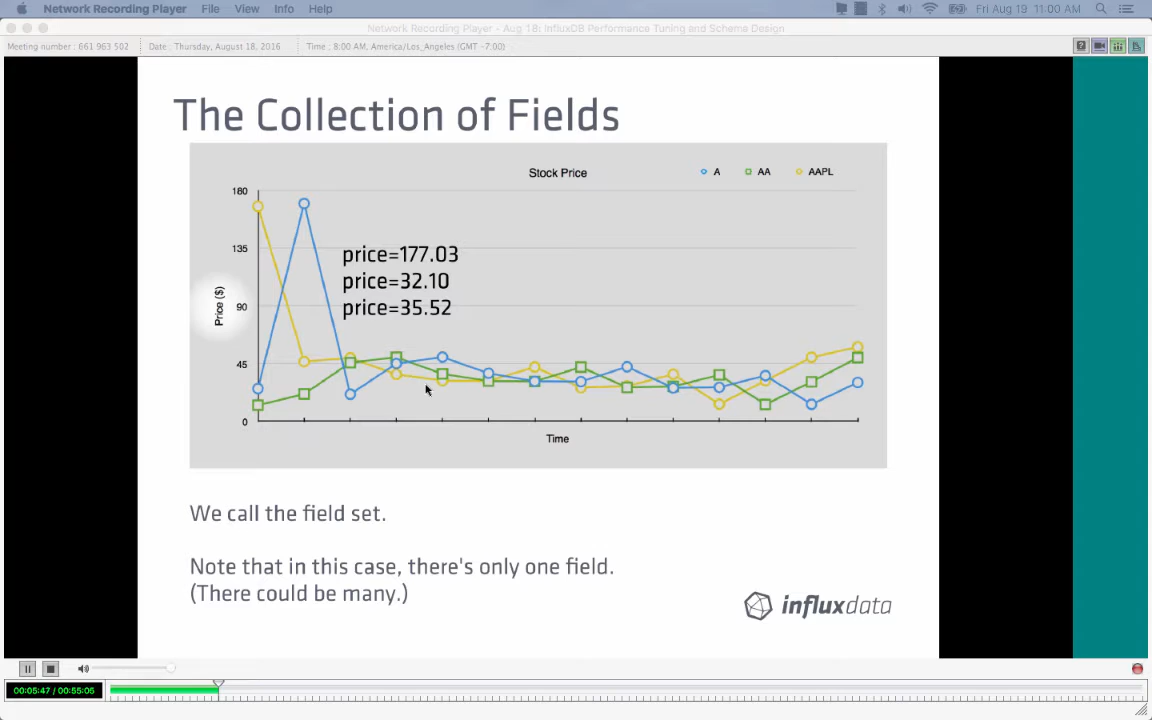 Network Recording Player File View Info Help Fri Aug 19 11:00 AM
Network Recording Player - Aug 18: InfluxDB Performance Tuning and Schema Design
Meeting number : 661 963 502 Date : Thursday, August 18, 2016 Time : 8:00 AM, America/Los_Angeles (GMT -7:00)
The Collection of Fields
Stock Price
A AA AAPL
180
135
90
45
0
Price ($)
price=177.03
price=32.10
price=35.52
Time
We call the field set.
Note that in this case, there's only one field.
(There could be many.)
influxdata
00:05:47 / 00:55:05